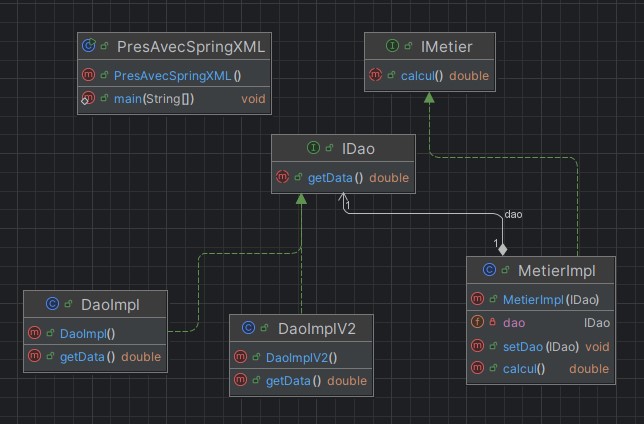 PresAvecSpringXML
PresAvecSpringXML()
main(String[]) void
IMetier
calcul() double
IDao
getData() double
1
dao
1
DaoImpl
DaoImpl()
getData() double
DaoImplV2
DaoImplV2()
getData() double
MetierImpl
MetierImpl(IDao)
dao IDao
setDao(IDao) void
calcul() double